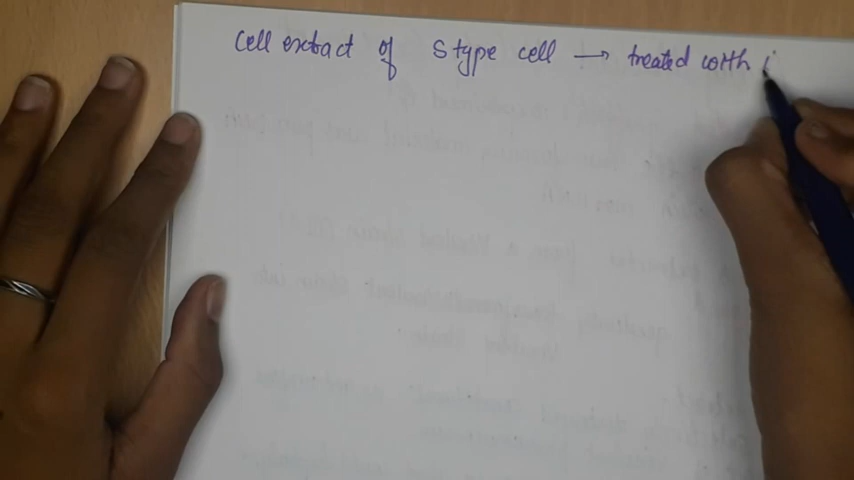 Cell extract of S type cell → treated with